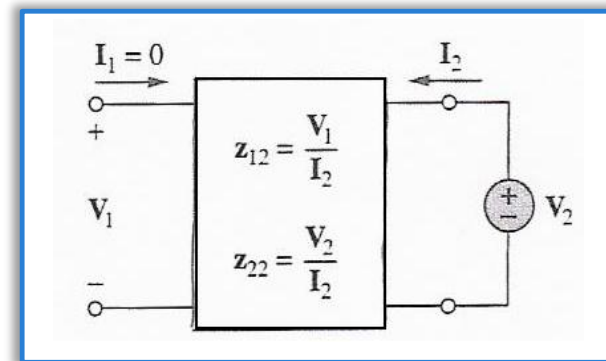 I₁ = 0
I₂
+
V₁
−
z₁₂ = V₁/I₂
z₂₂ = V₂/I₂
+
−
V₂